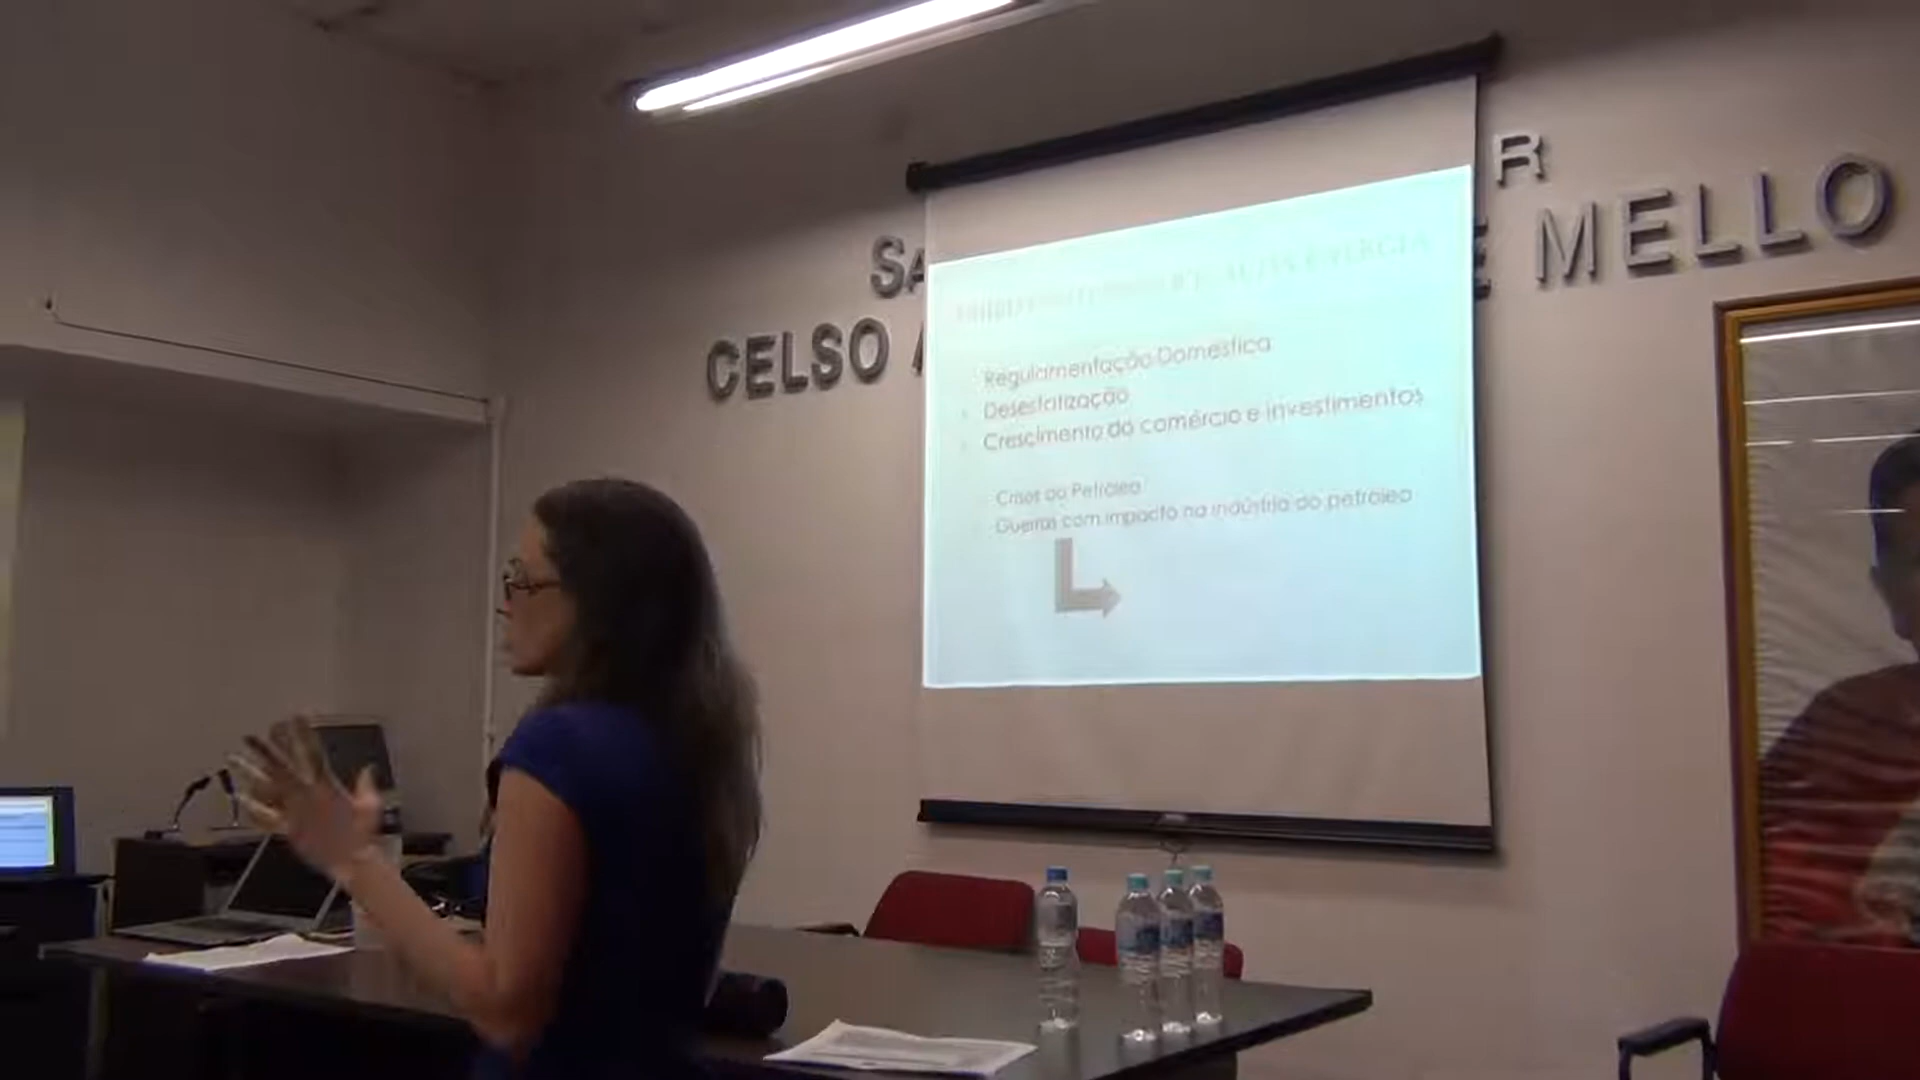 R
SA
E MELLO
CELSO A
Regulamentação Doméstica
Desestatização
Crescimento do comércio e investimentos
Crises do Petróleo
Guerras com impacto na indústria do petróleo